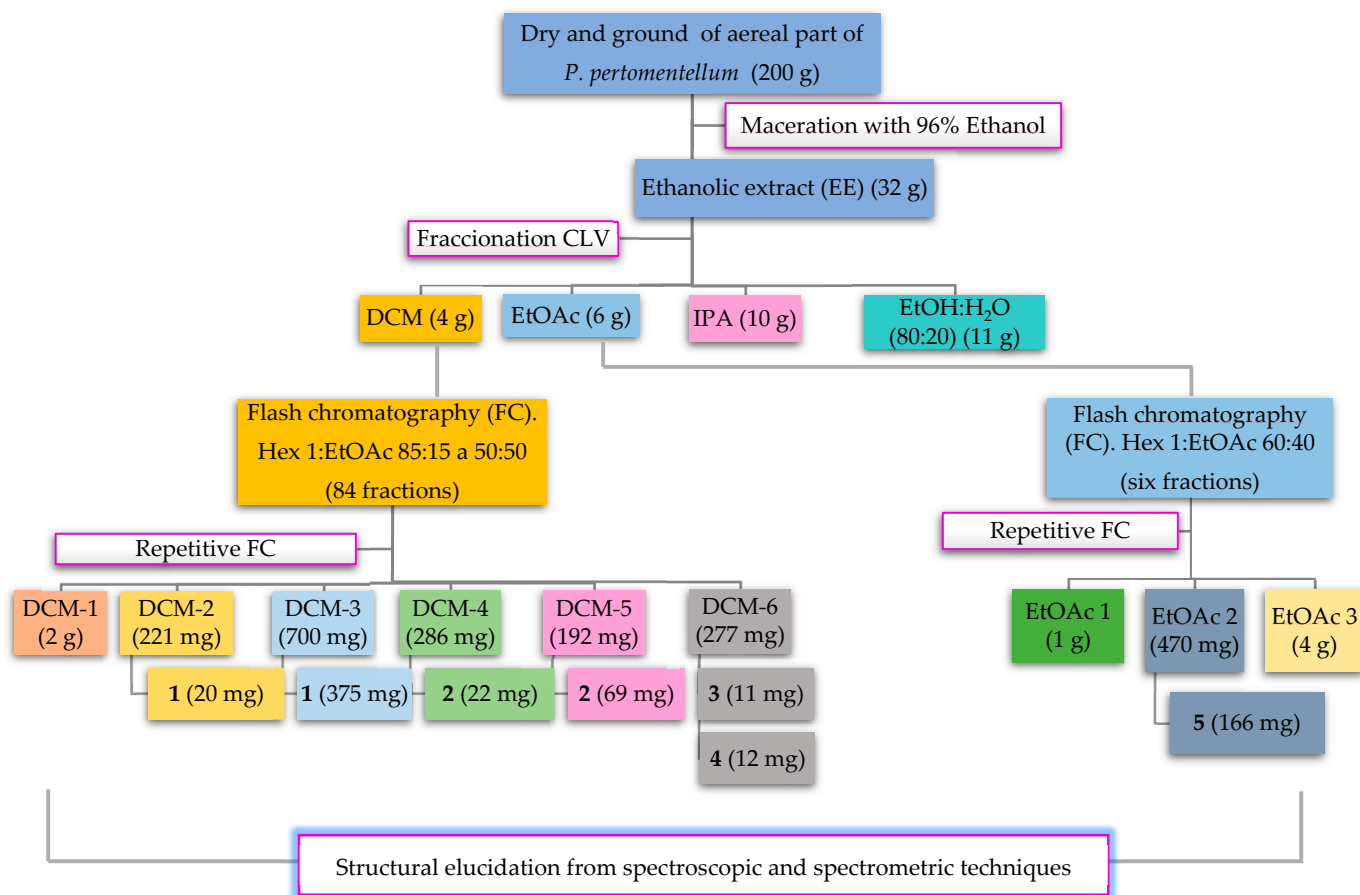 Dry and ground of aereal part of
P. pertomentellum (200 g)
Maceration with 96% Ethanol
Ethanolic extract (EE) (32 g)
Fraccionation CLV
DCM (4 g)
EtOAc (6 g)
IPA (10 g)
EtOH:H₂O
(80:20) (11 g)
Flash chromatography (FC).
Hex 1:EtOAc 85:15 a 50:50
(84 fractions)
Flash chromatography
(FC). Hex 1:EtOAc 60:40
(six fractions)
Repetitive FC
Repetitive FC
DCM-1
(2 g)
DCM-2
(221 mg)
DCM-3
(700 mg)
DCM-4
(286 mg)
DCM-5
(192 mg)
DCM-6
(277 mg)
EtOAc 1
(1 g)
EtOAc 2
(470 mg)
EtOAc 3
(4 g)
1 (20 mg)
1 (375 mg)
2 (22 mg)
2 (69 mg)
3 (11 mg)
4 (12 mg)
5 (166 mg)
Structural elucidation from spectroscopic and spectrometric techniques